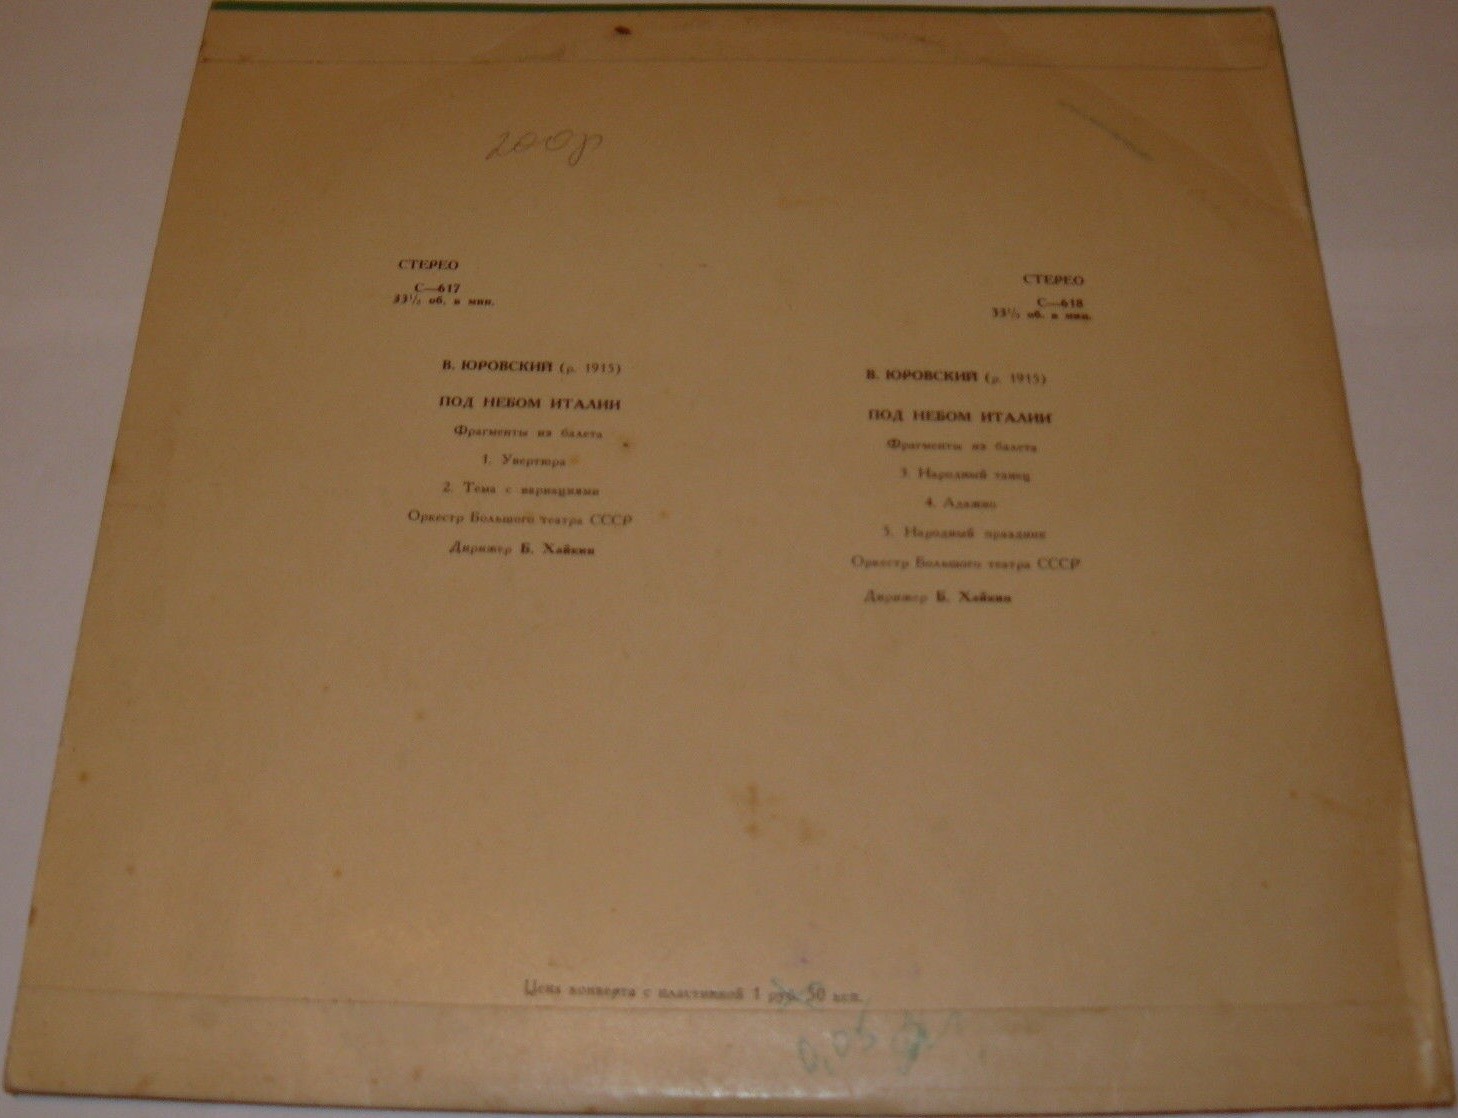 200р
СТЕРЕО
С—617
33⅓ об. в мин.
В. ЮРОВСКИЙ (р. 1915)
ПОД НЕБОМ ИТАЛИИ
Фрагменты из балета
1. Увертюра
2. Тема с вариациями
Оркестр Большого театра СССР
Дирижер Б. Хайкин
СТЕРЕО
С—618
33⅓ об. в мин.
В. ЮРОВСКИЙ (р. 1915)
ПОД НЕБОМ ИТАЛИИ
Фрагменты из балета
3. Народный танец
4. Адажио
5. Народный праздник
Оркестр Большого театра СССР
Дирижер Б. Хайкин
Цена конверта с пластинкой 1 руб. 50 коп.